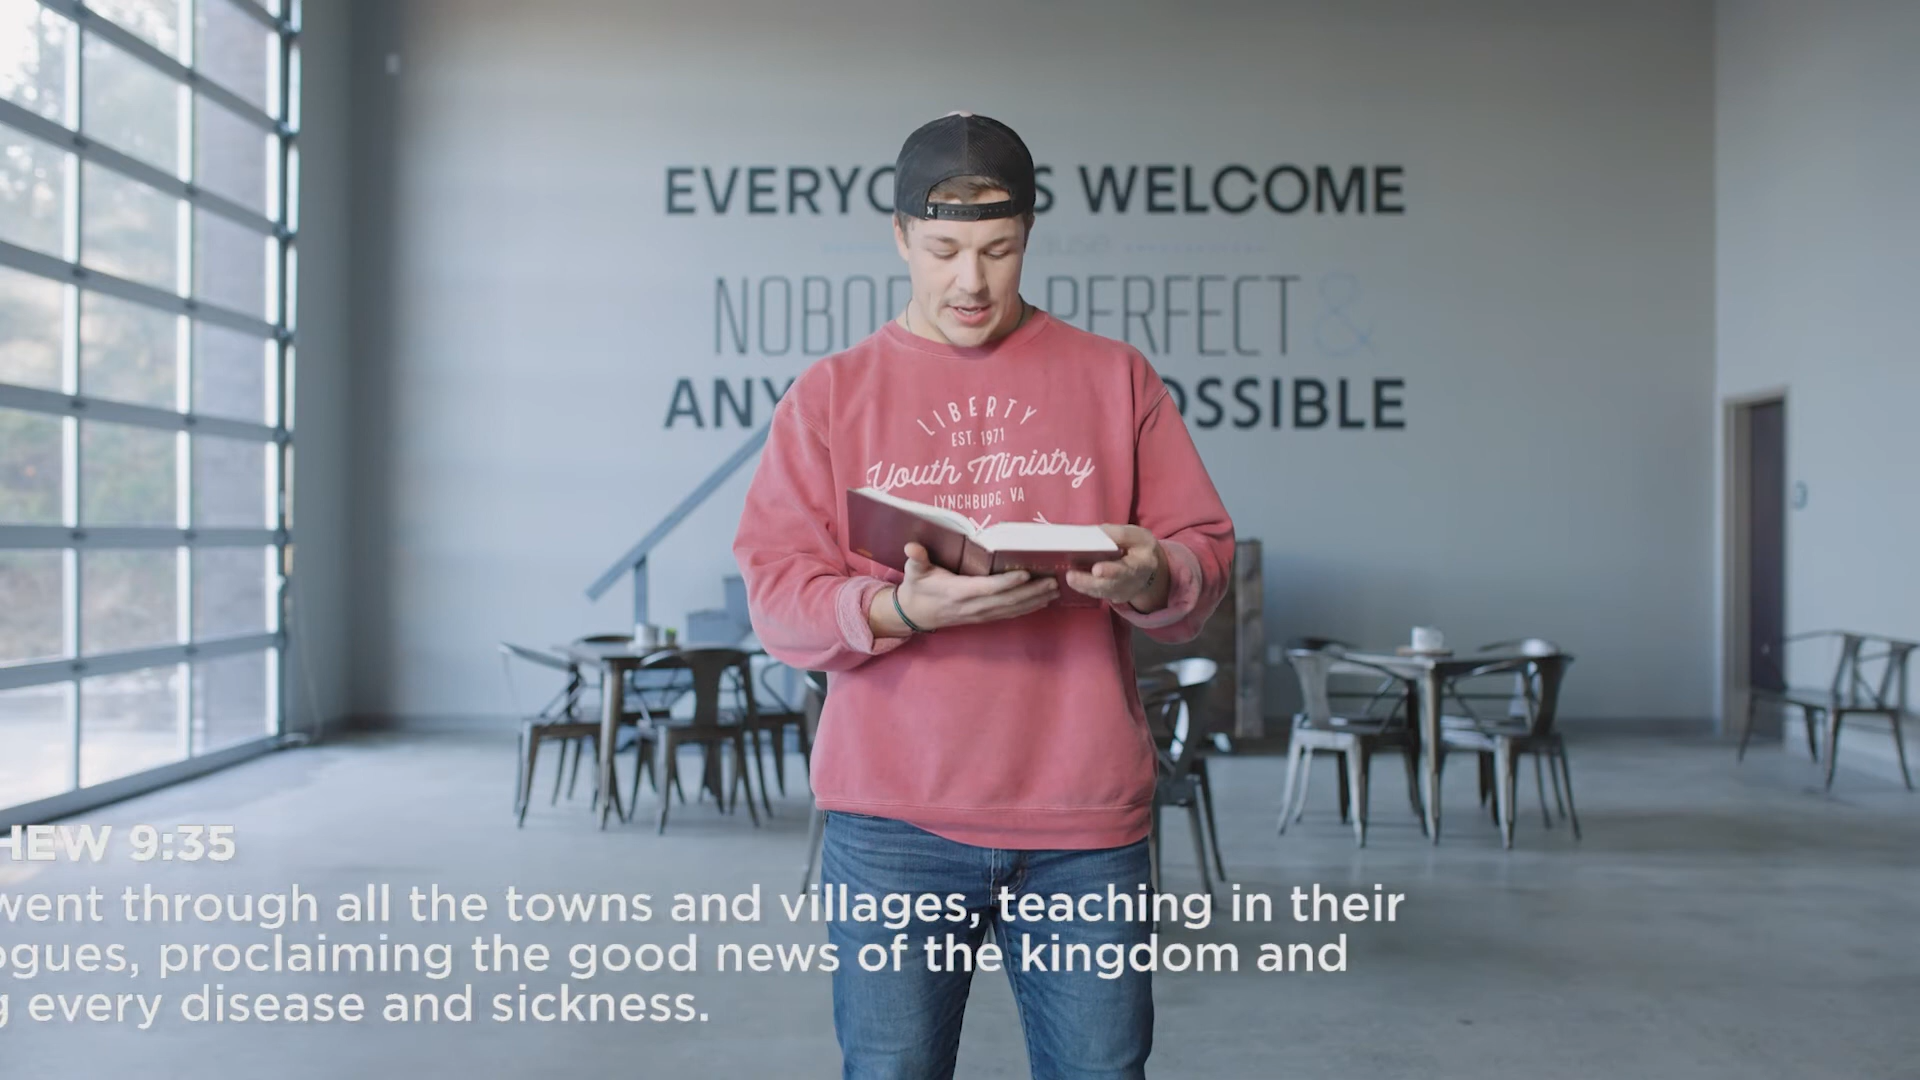 EVERYO S WELCOME
NOBOD PERFECT &
ANY OSSIBLE
LIBERTY
EST. 1971
Youth Ministry
LYNCHBURG, VA
HEW 9:35
went through all the towns and villages, teaching in their
ogues, proclaiming the good news of the kingdom and
g every disease and sickness.